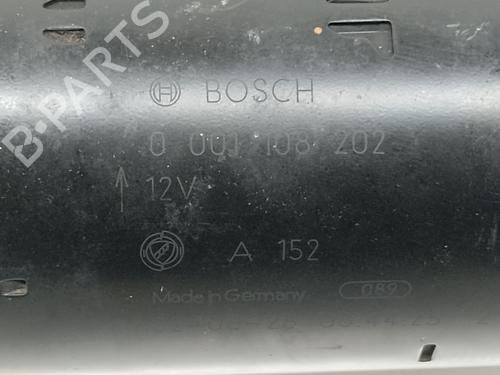 BOSCH
0 001 108 202
12V
A 152
Made in Germany 089
B-PARTS